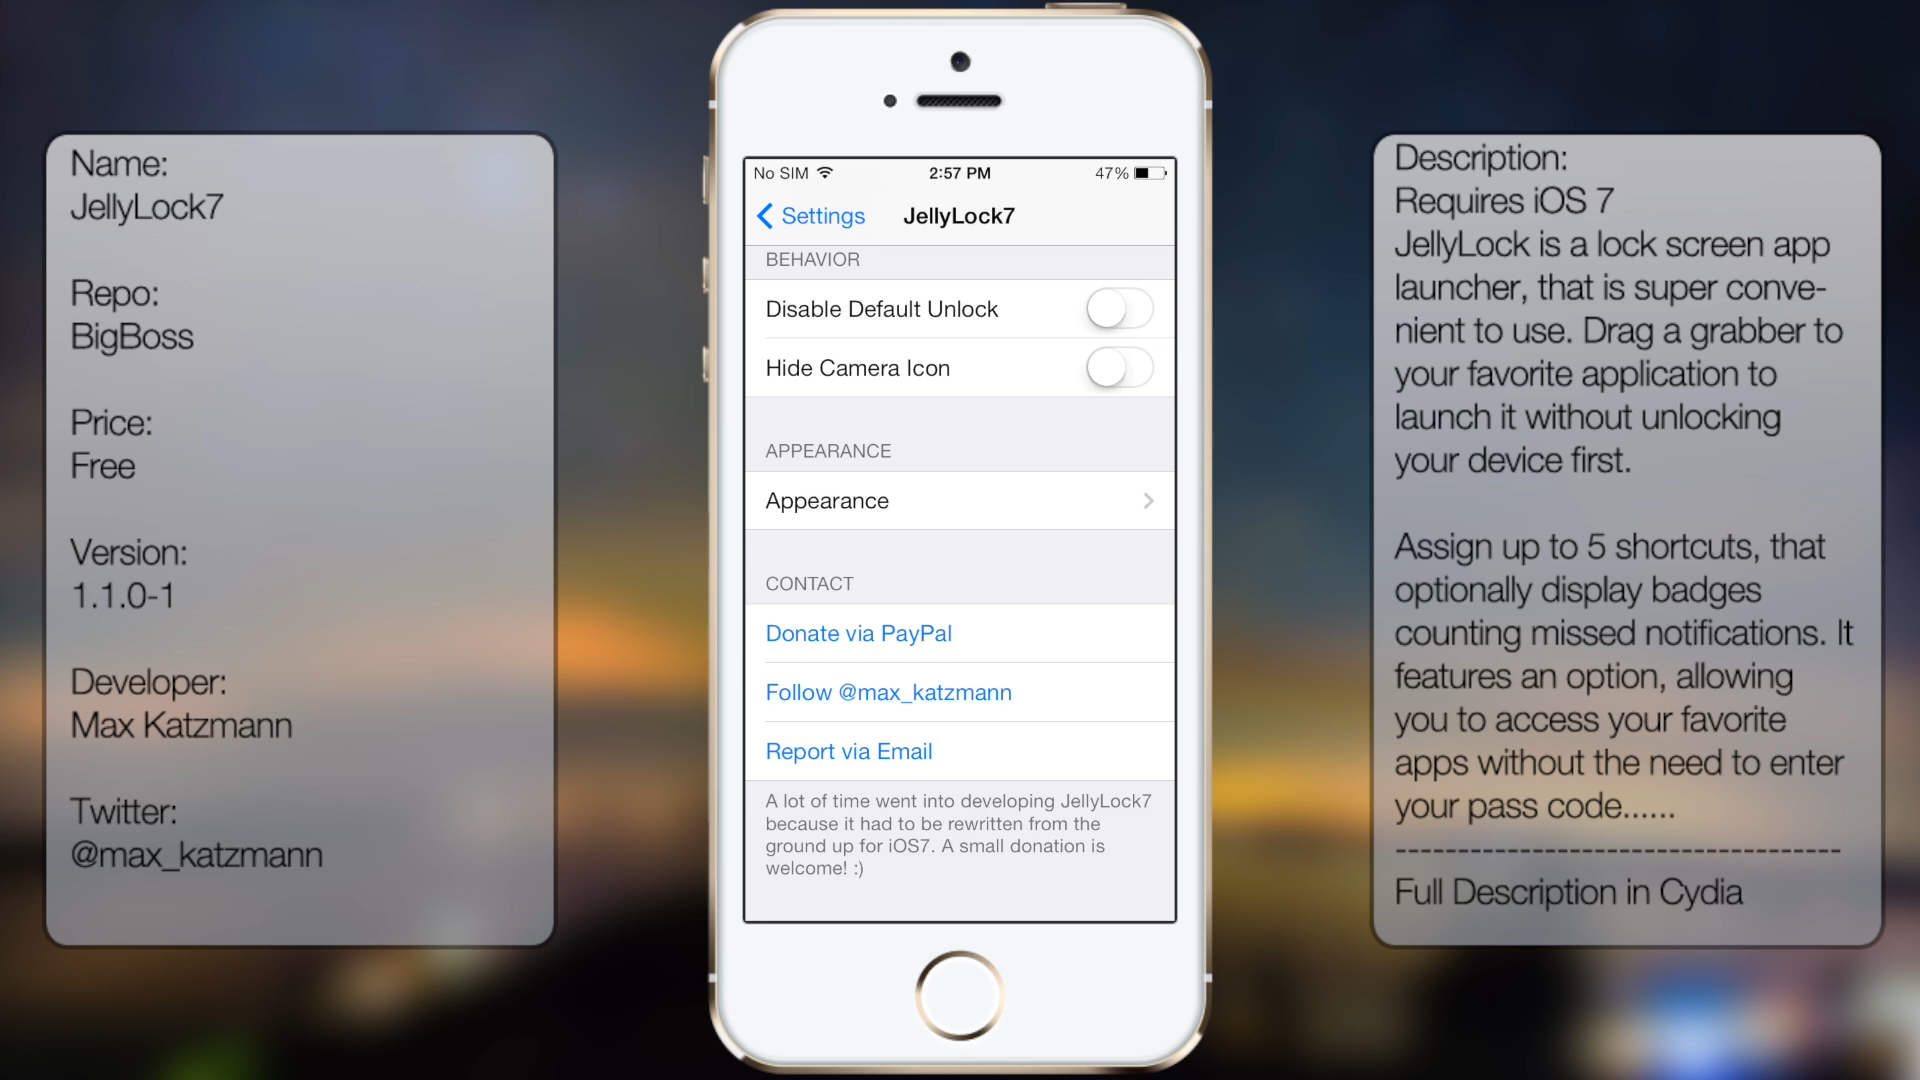 Name:
JellyLock7
Repo:
BigBoss
Price:
Free
Version:
1.1.0-1
Developer:
Max Katzmann
Twitter:
@max_katzmann
No SIM
2:57 PM
47%
Settings
JellyLock7
BEHAVIOR
Disable Default Unlock
Hide Camera Icon
APPEARANCE
Appearance
CONTACT
Donate via PayPal
Follow @max_katzmann
Report via Email
A lot of time went into developing JellyLock7
because it had to be rewritten from the
ground up for iOS7. A small donation is
welcome! :)
Description:
Requires iOS 7
JellyLock is a lock screen app
launcher, that is super conve-
nient to use. Drag a grabber to
your favorite application to
launch it without unlocking
your device first.
Assign up to 5 shortcuts, that
optionally display badges
counting missed notifications. It
features an option, allowing
you to access your favorite
apps without the need to enter
your pass code......
------------------------------------
Full Description in Cydia